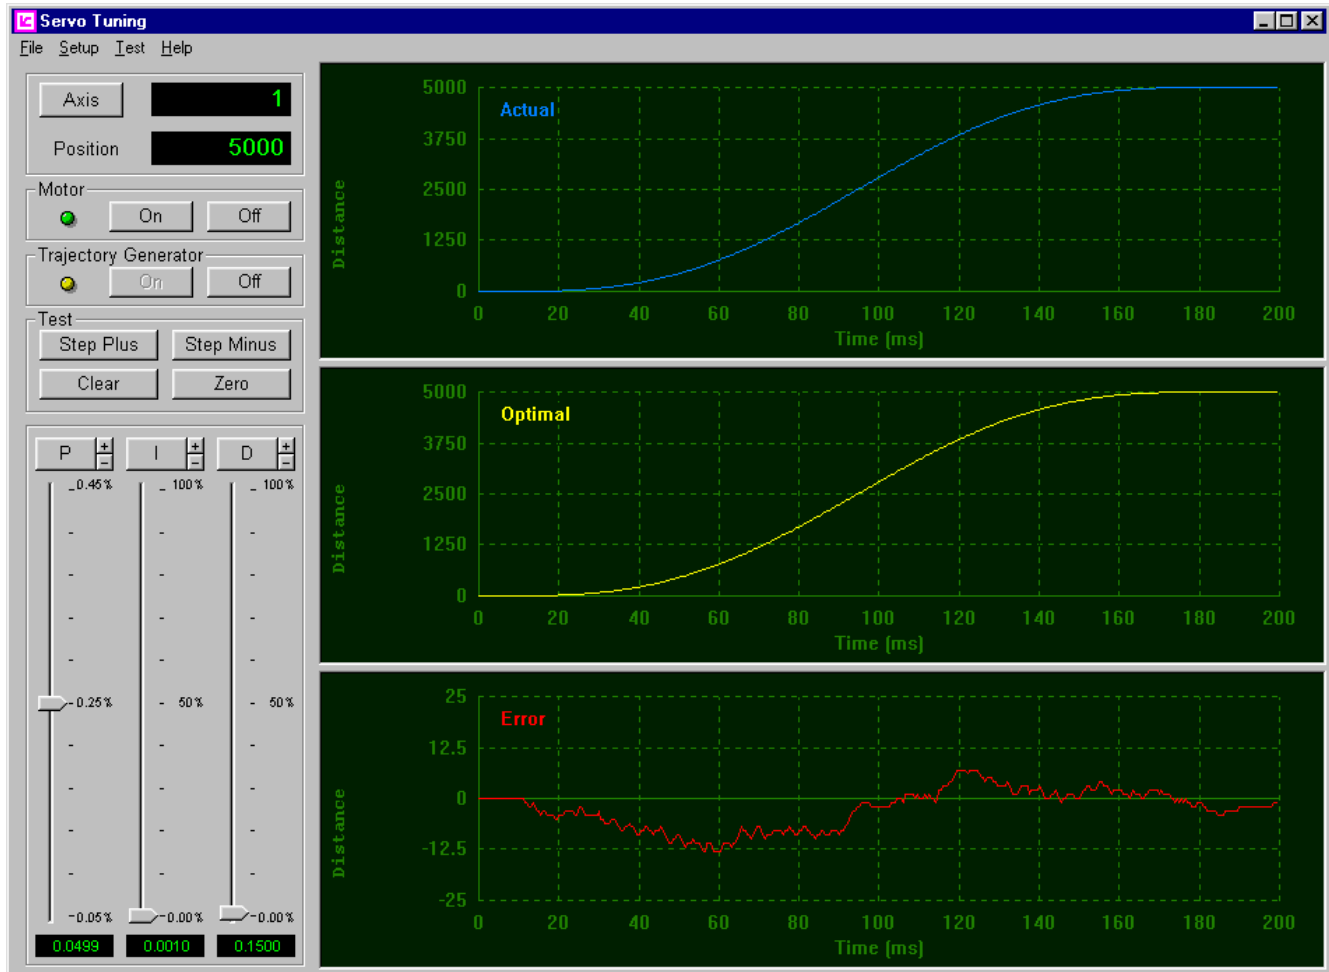 Servo Tuning
File Setup Test Help
Axis 1
Position 5000
Motor
On Off
Trajectory Generator
On Off
Test
Step Plus Step Minus
Clear Zero
P + - I + - D + -
0.45% 100% 100%
0.25% 50% 50%
0.05% 0.00% 0.00%
0.0499 0.0010 0.1500
Actual
Distance
5000
3750
2500
1250
0
0 20 40 60 80 100 120 140 160 180 200
Time (ms)
Optimal
Distance
5000
3750
2500
1250
0
0 20 40 60 80 100 120 140 160 180 200
Time (ms)
Error
Distance
25
12.5
0
-12.5
-25
0 20 40 60 80 100 120 140 160 180 200
Time (ms)